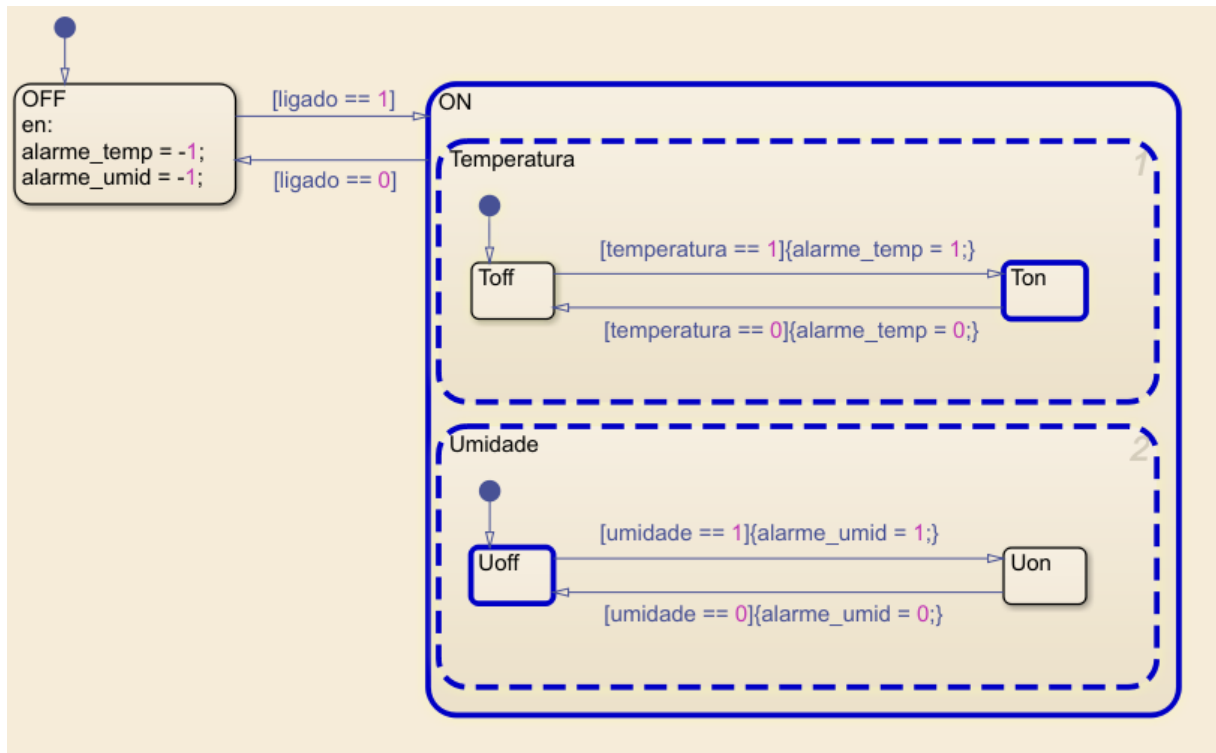 OFF
en:
alarme_temp = -1;
alarme_umid = -1;
[ligado == 1]
[ligado == 0]
ON
Temperatura
1
Toff
[temperatura == 1]{alarme_temp = 1;}
Ton
[temperatura == 0]{alarme_temp = 0;}
Umidade
2
Uoff
[umidade == 1]{alarme_umid = 1;}
Uon
[umidade == 0]{alarme_umid = 0;}